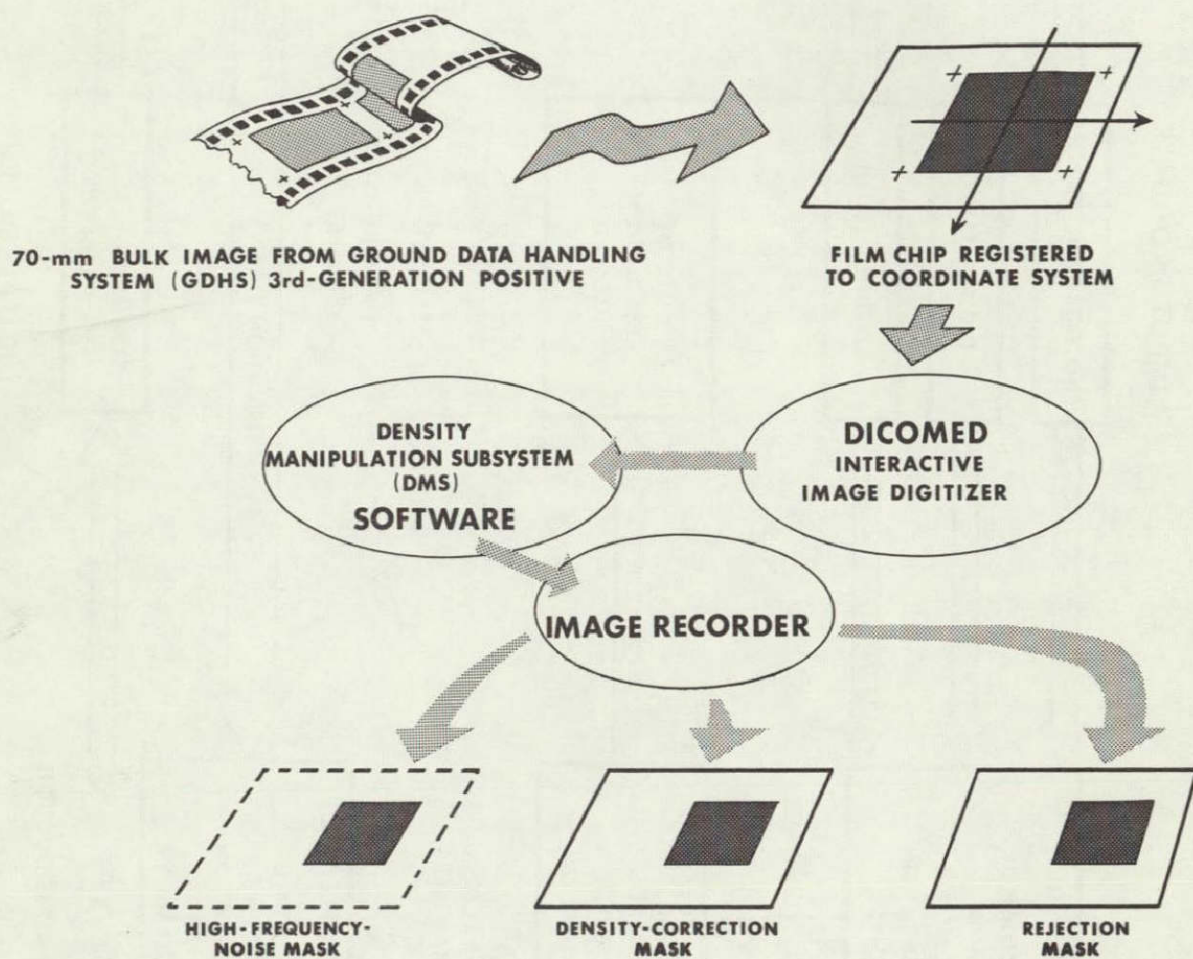 70-mm BULK IMAGE FROM GROUND DATA HANDLING
SYSTEM (GDHS) 3rd-GENERATION POSITIVE
FILM CHIP REGISTERED
TO COORDINATE SYSTEM
DENSITY
MANIPULATION SUBSYSTEM
(DMS)
SOFTWARE
DICOMED
INTERACTIVE
IMAGE DIGITIZER
IMAGE RECORDER
HIGH-FREQUENCY-
NOISE MASK
DENSITY-CORRECTION
MASK
REJECTION
MASK